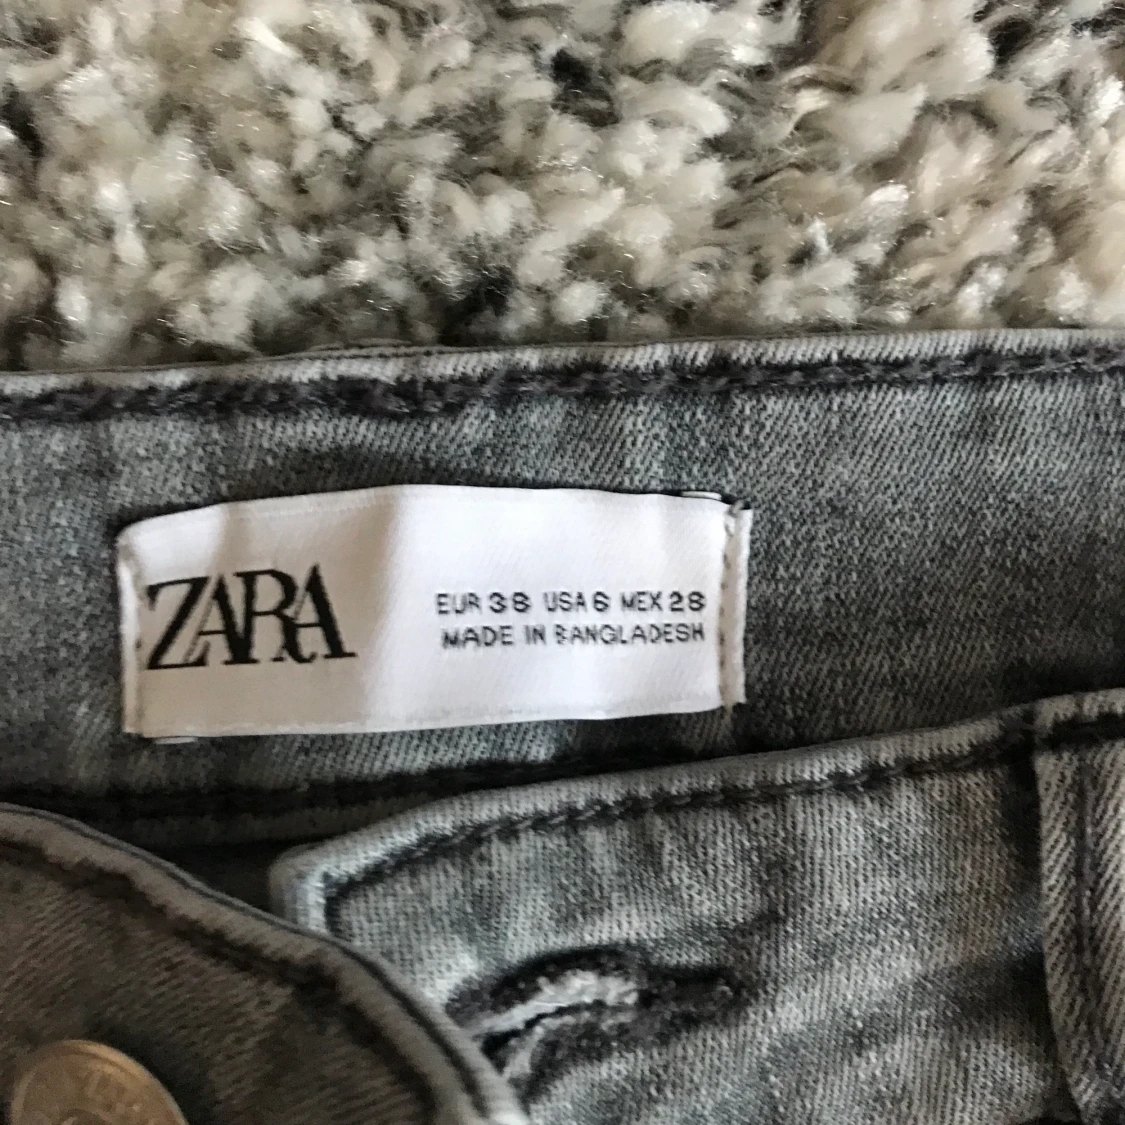 ZARA
EUR 38 USA 6 MEX 28
MADE IN BANGLADESH